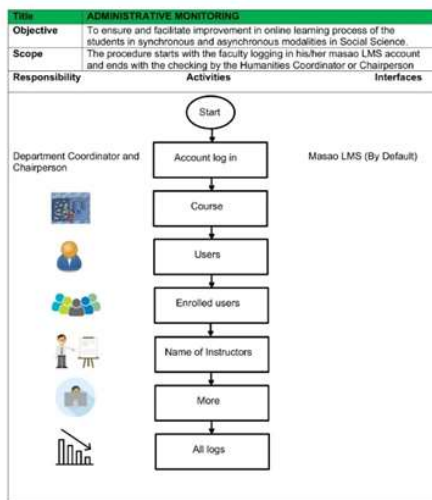 Title ADMINISTRATIVE MONITORING
Objective To ensure and facilitate improvement in online learning process of the
students in synchronous and asynchronous modalities in Social Science.
Scope The procedure starts with the faculty logging in his/her masao LMS account
and ends with the checking by the Humanities Coordinator or Chairperson
Responsibility Activities Interfaces
Start
Department Coordinator and
Chairperson
Account log in
Masao LMS (By Default)
Course
Users
Enrolled users
Name of Instructors
More
All logs